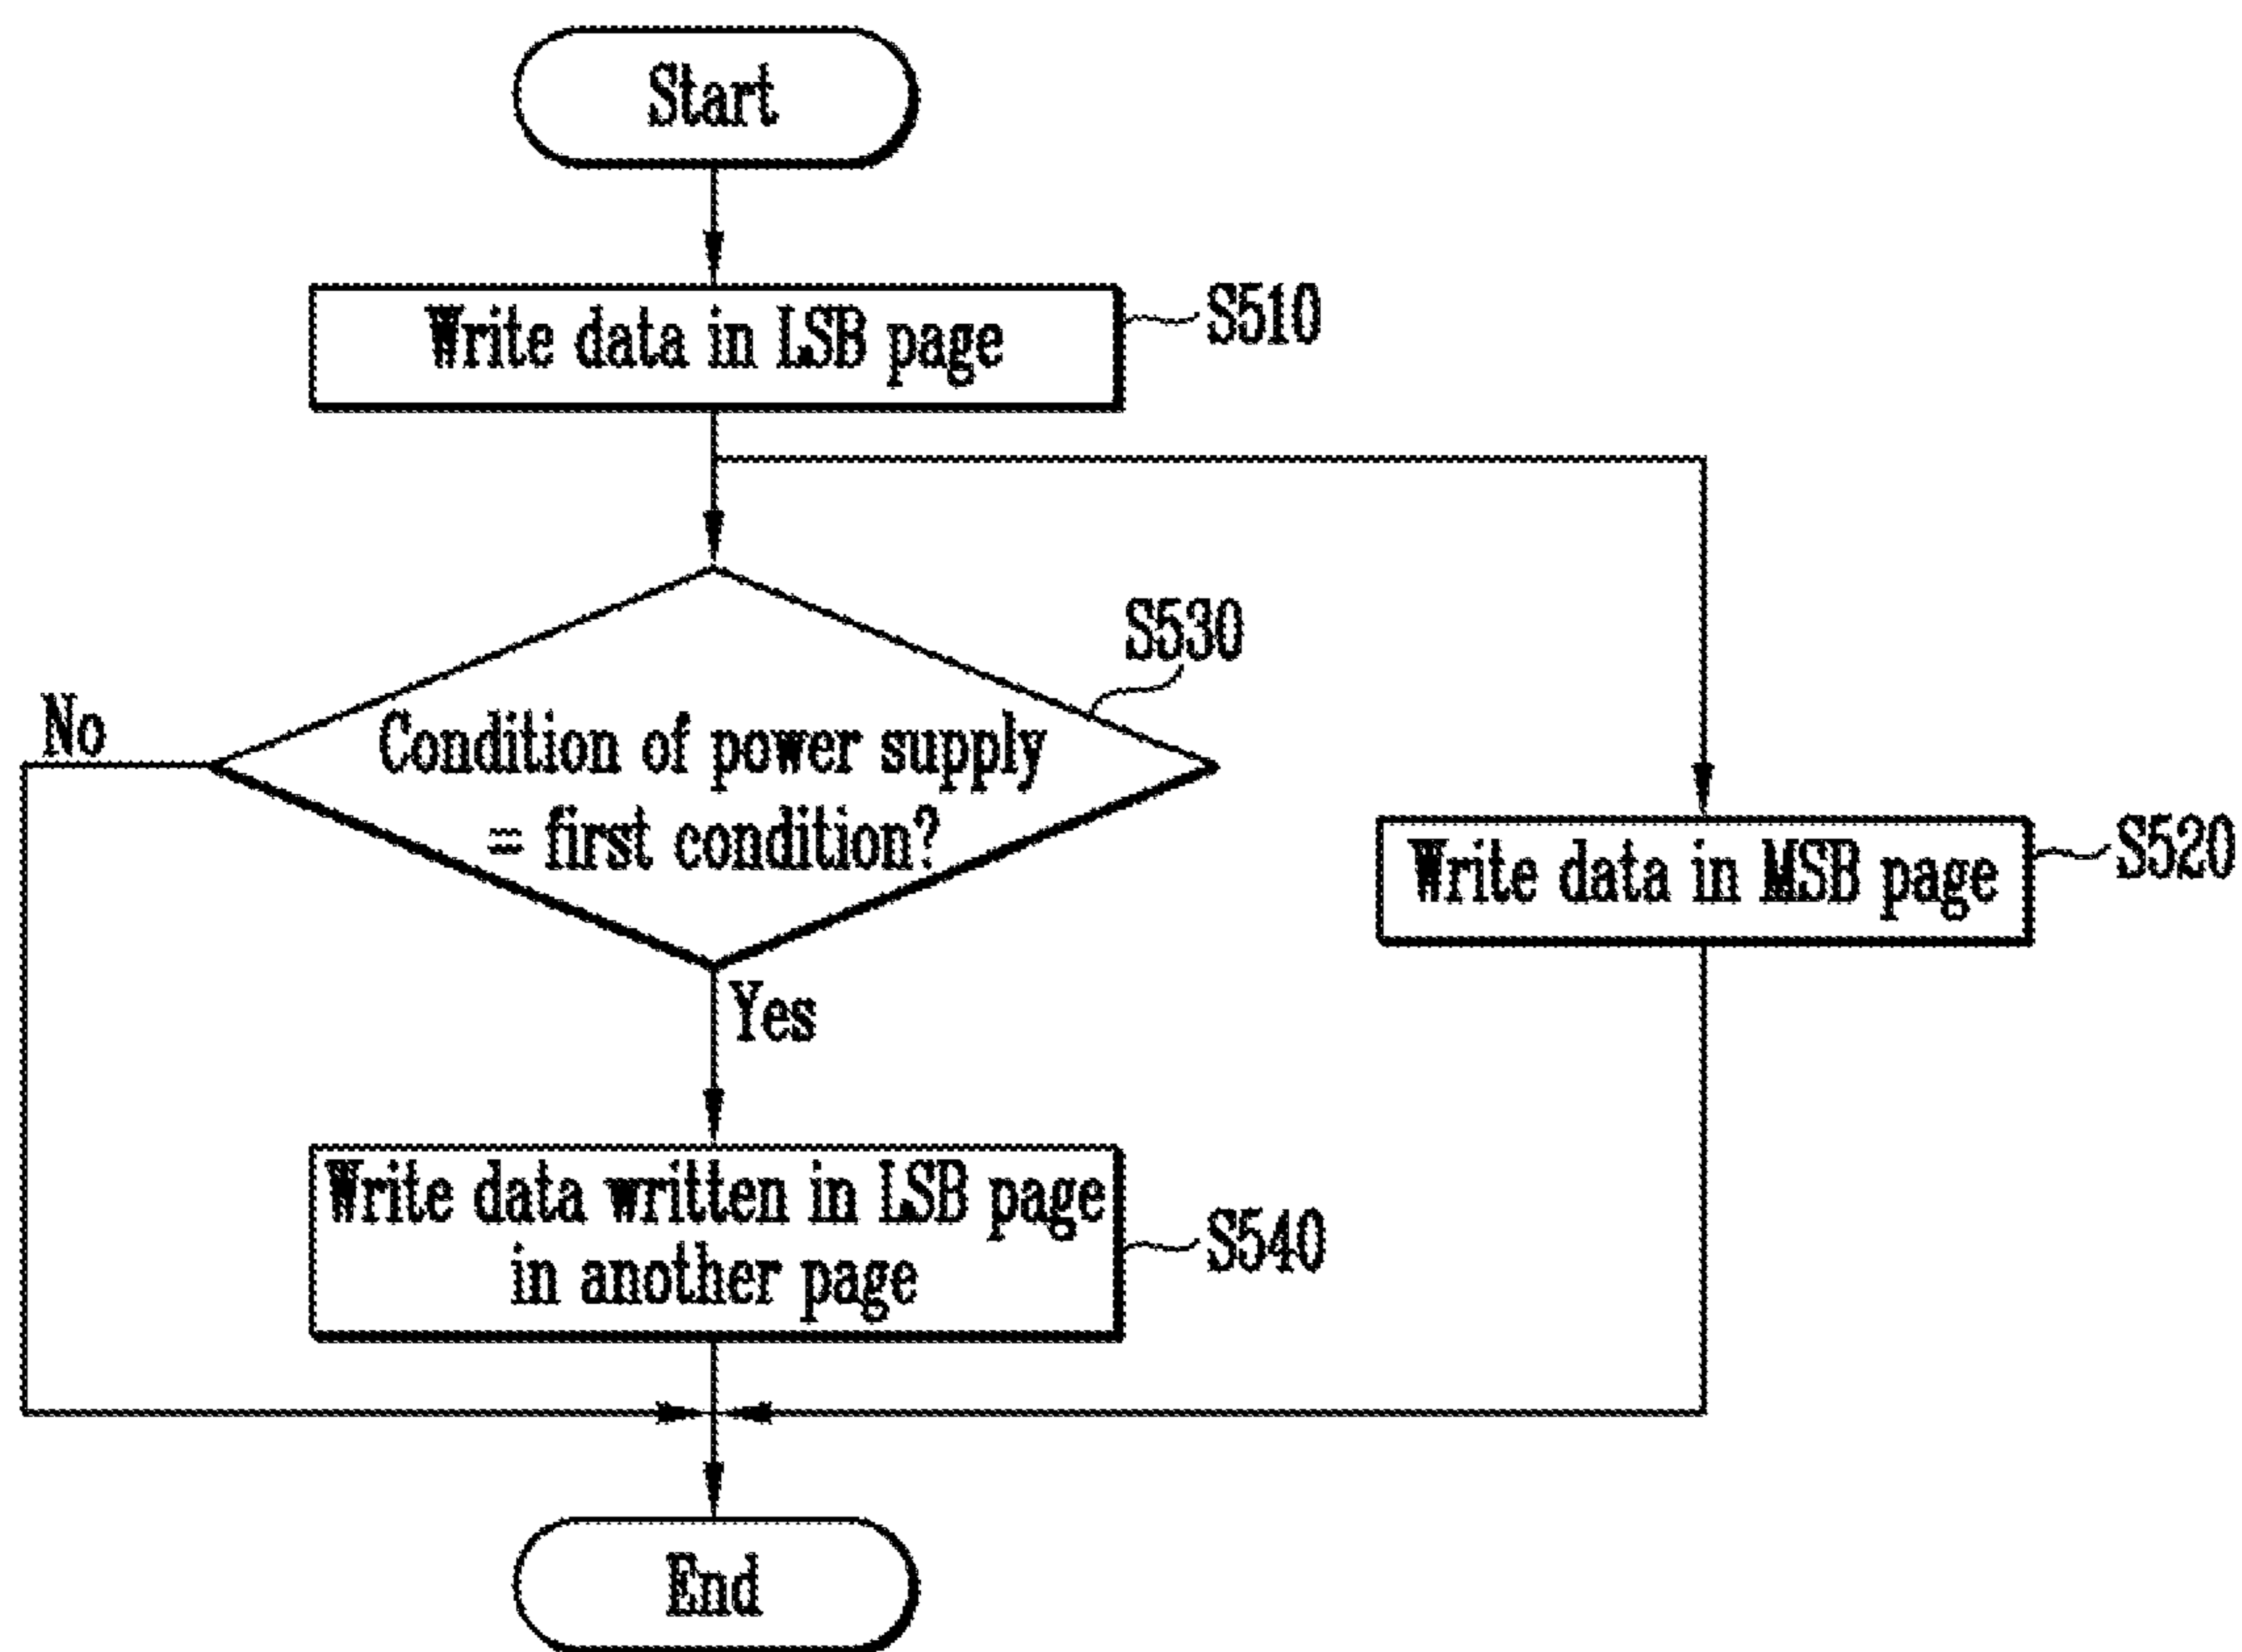 Start
Write data in LSB page
S510
S530
No
Condition of power supply
= first condition?
Write data in MSB page
S520
Yes
Write data written in LSB page
in another page
S540
End